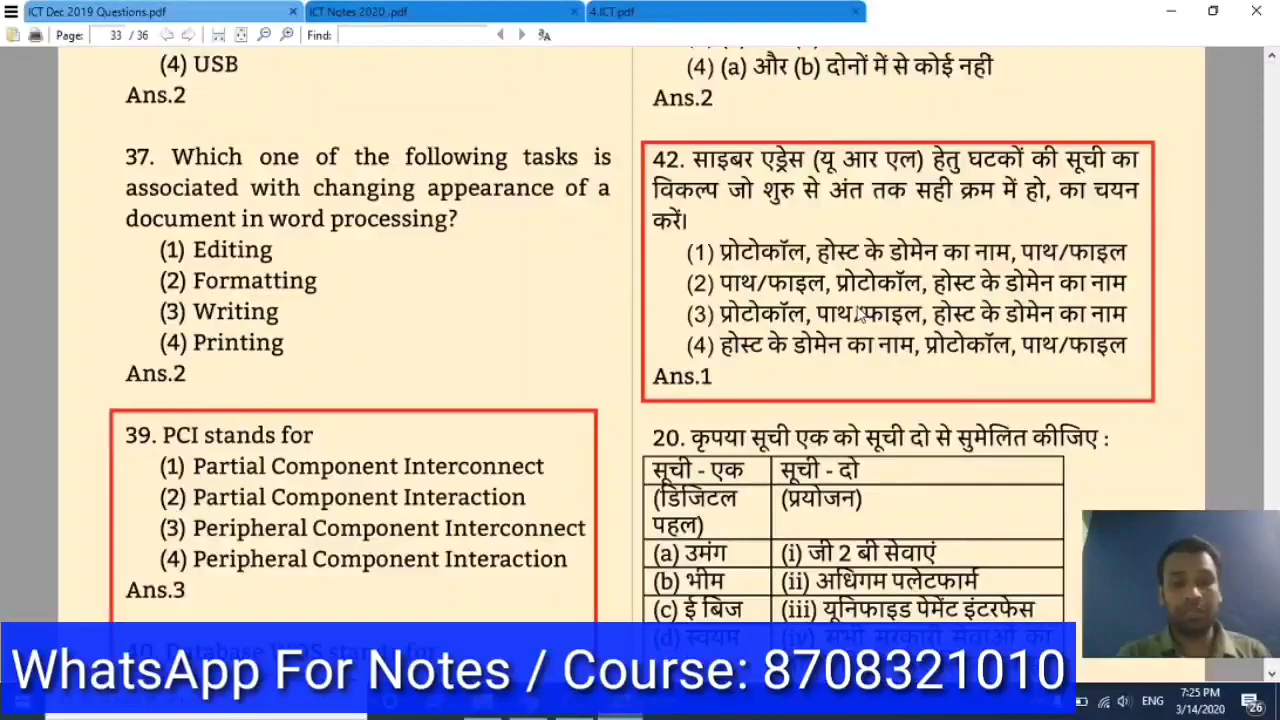 ICT Dec 2019 Questions.pdf
ICT Notes 2020 .pdf
4.ICT.pdf
Page: 33 / 36
Find:
(4) USB
Ans.2
37. Which one of the following tasks is
associated with changing appearance of a
document in word processing?
(1) Editing
(2) Formatting
(3) Writing
(4) Printing
Ans.2
39. PCI stands for
(1) Partial Component Interconnect
(2) Partial Component Interaction
(3) Peripheral Component Interconnect
(4) Peripheral Component Interaction
Ans.3
(4) (a) और (b) दोनों में से कोई नहीं
Ans.2
42. साइबर एड्रेस (यू आर एल) हेतु घटकों की सूची का
विकल्प जो शुरु से अंत तक सही क्रम में हो, का चयन
करें।
(1) प्रोटोकॉल, होस्ट के डोमेन का नाम, पाथ/फाइल
(2) पाथ/फाइल, प्रोटोकॉल, होस्ट के डोमेन का नाम
(3) प्रोटोकॉल, पाथ/फाइल, होस्ट के डोमेन का नाम
(4) होस्ट के डोमेन का नाम, प्रोटोकॉल, पाथ/फाइल
Ans.1
20. कृपया सूची एक को सूची दो से सुमेलित कीजिए :
सूची - एक सूची - दो
(डिजिटल (प्रयोजन)
पहल)
(a) उमंग (i) जी 2 बी सेवाएं
(b) भीम (ii) अधिगम पलेटफार्म
(c) ई बिज (iii) यूनिफाइड पेमेंट इंटरफेस
(d) स्वयम (iv) सभी सरकारी सेवाओं का
WhatsApp For Notes / Course: 8708321010
ENG
7:25 PM
3/14/2020
26